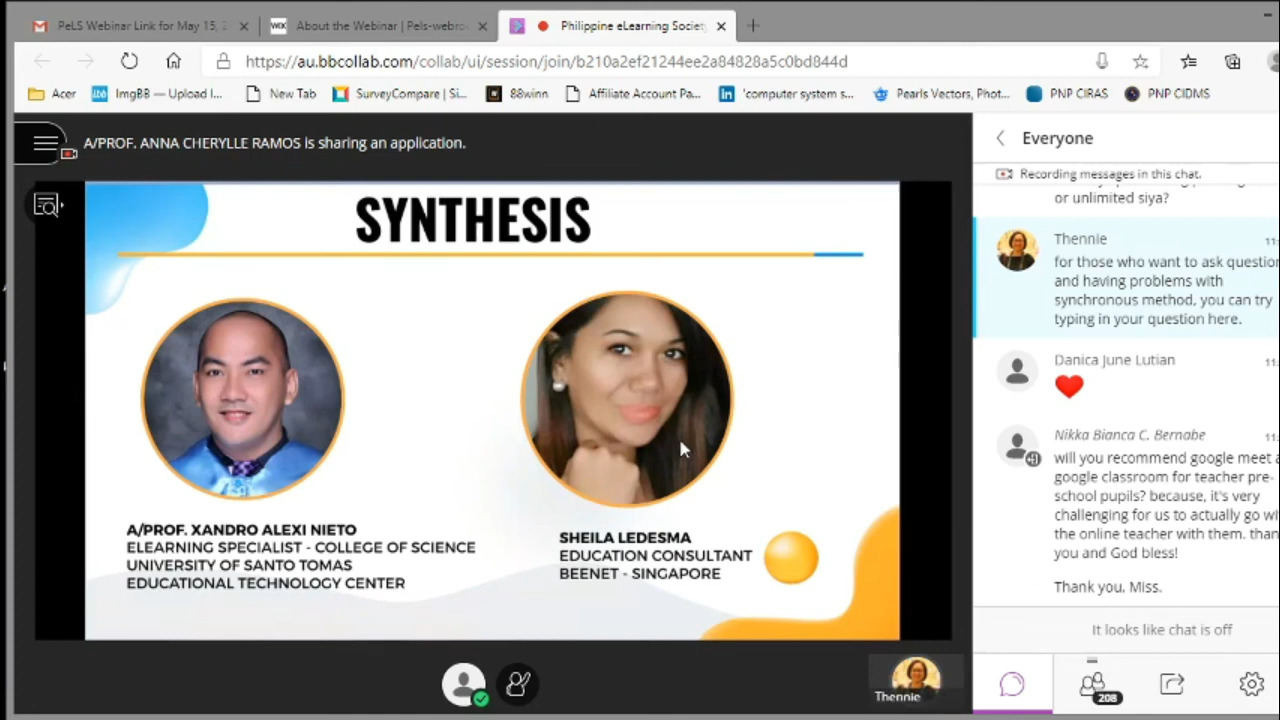 PeLS Webinar Link for May 15, 2
About the Webinar | Pels-webro
Philippine eLearning Societ
https://au.bbcollab.com/collab/ui/session/join/b210a2ef21244ee2a84828a5c0bd844d
Acer
ImgBB — Upload I...
New Tab
SurveyCompare | Si...
88winn
Affiliate Account Pa...
'computer system s...
Pearls Vectors, Phot...
PNP CIRAS
PNP CIDMS
A/PROF. ANNA CHERYLLE RAMOS is sharing an application.
SYNTHESIS
A/PROF. XANDRO ALEXI NIETO
ELEARNING SPECIALIST - COLLEGE OF SCIENCE
UNIVERSITY OF SANTO TOMAS
EDUCATIONAL TECHNOLOGY CENTER
SHEILA LEDESMA
EDUCATION CONSULTANT
BEENET - SINGAPORE
Thennie
Everyone
Recording messages in this chat.
or unlimited siya?
Thennie
for those who want to ask question
and having problems with
synchronous method, you can try
typing in your question here.
Danica June Lutian
Nikka Bianca C. Bernabe
will you recommend google meet a
google classroom for teacher pre-
school pupils? because, it's very
challenging for us to actually go wi
the online teacher with them. than
you and God bless!
Thank you, Miss.
It looks like chat is off
208